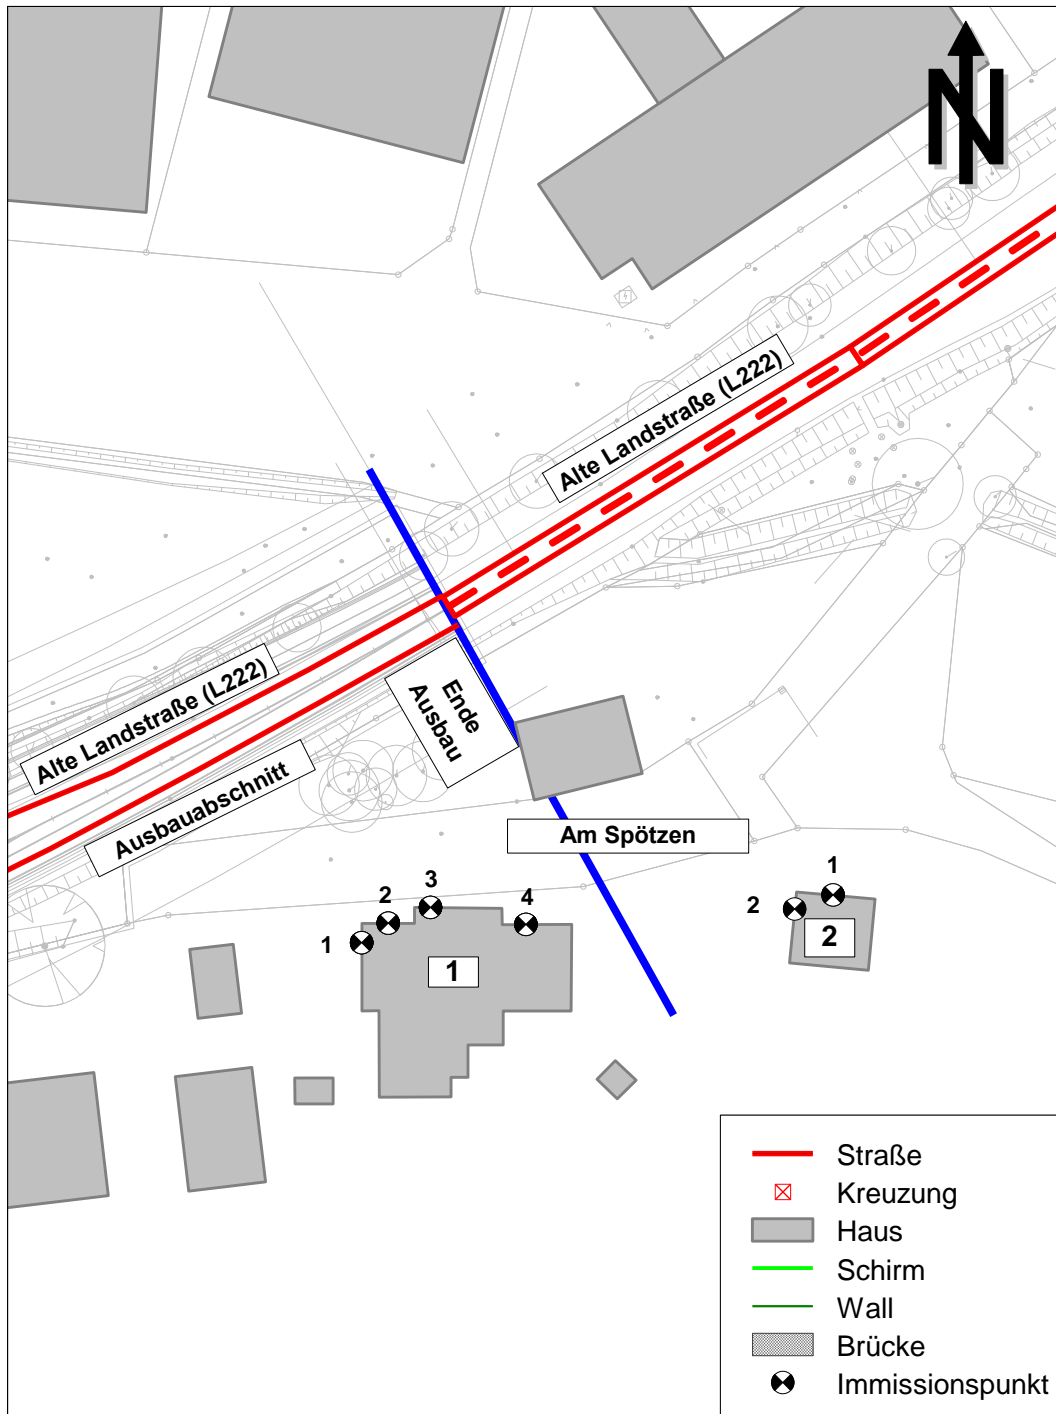 N
Alte Landstraße (L222)
Alte Landstraße (L222)
Ende
Ausbau
Ausbauabschnitt
Am Spötzen
1
2
3
4
1
1
2
2
Straße
Kreuzung
Haus
Schirm
Wall
Brücke
Immissionspunkt